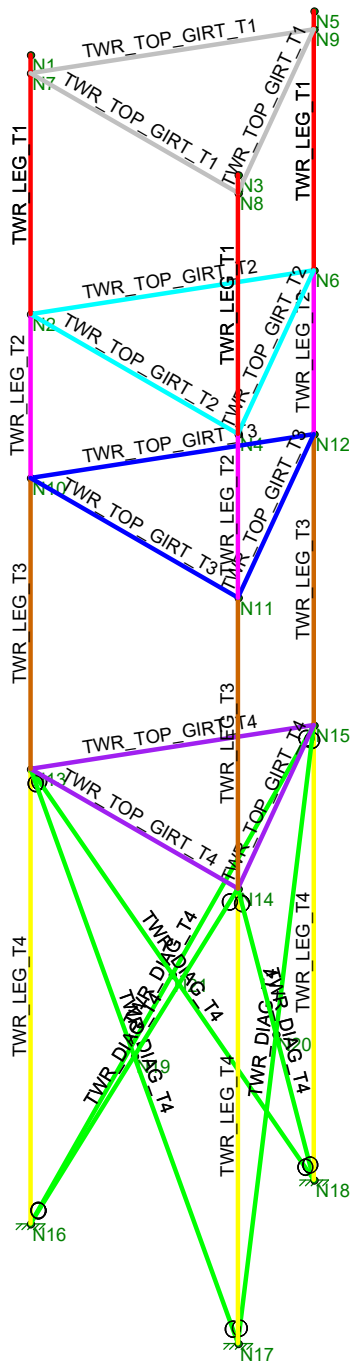 N5
TWR_TOP_GIRT_T1
N9
N1
N7
TWR_TOP_GIRT_T1
TWR_TOP_GIRT_T1
N3
N8
TWR_LEG_T1
TWR_LEG_T1
TWR_LEG_T1
TWR_TOP_GIRT_T2
N6
N2
TWR_TOP_GIRT_T2
TWR_TOP_GIRT_T2
TWR_LEG_T2
TWR_LEG_T2
TWR_LEG_T2
TWR_TOP_GIRT_T3
N4
N12
N10
TWR_TOP_GIRT_T3
TWR_TOP_GIRT_T3
N11
TWR_LEG_T3
TWR_LEG_T3
TWR_LEG_T3
TWR_TOP_GIRT_T4
N15
N13
TWR_TOP_GIRT_T4
TWR_TOP_GIRT_T4
N14
TWR_LEG_T4
TWR_LEG_T4
TWR_LEG_T4
TWR_DIAG_T4
TWR_DIAG_T4
TWR_DIAG_T4
TWR_DIAG_T4
TWR_DIAG_T4
TWR_DIAG_T4
N18
N16
N17